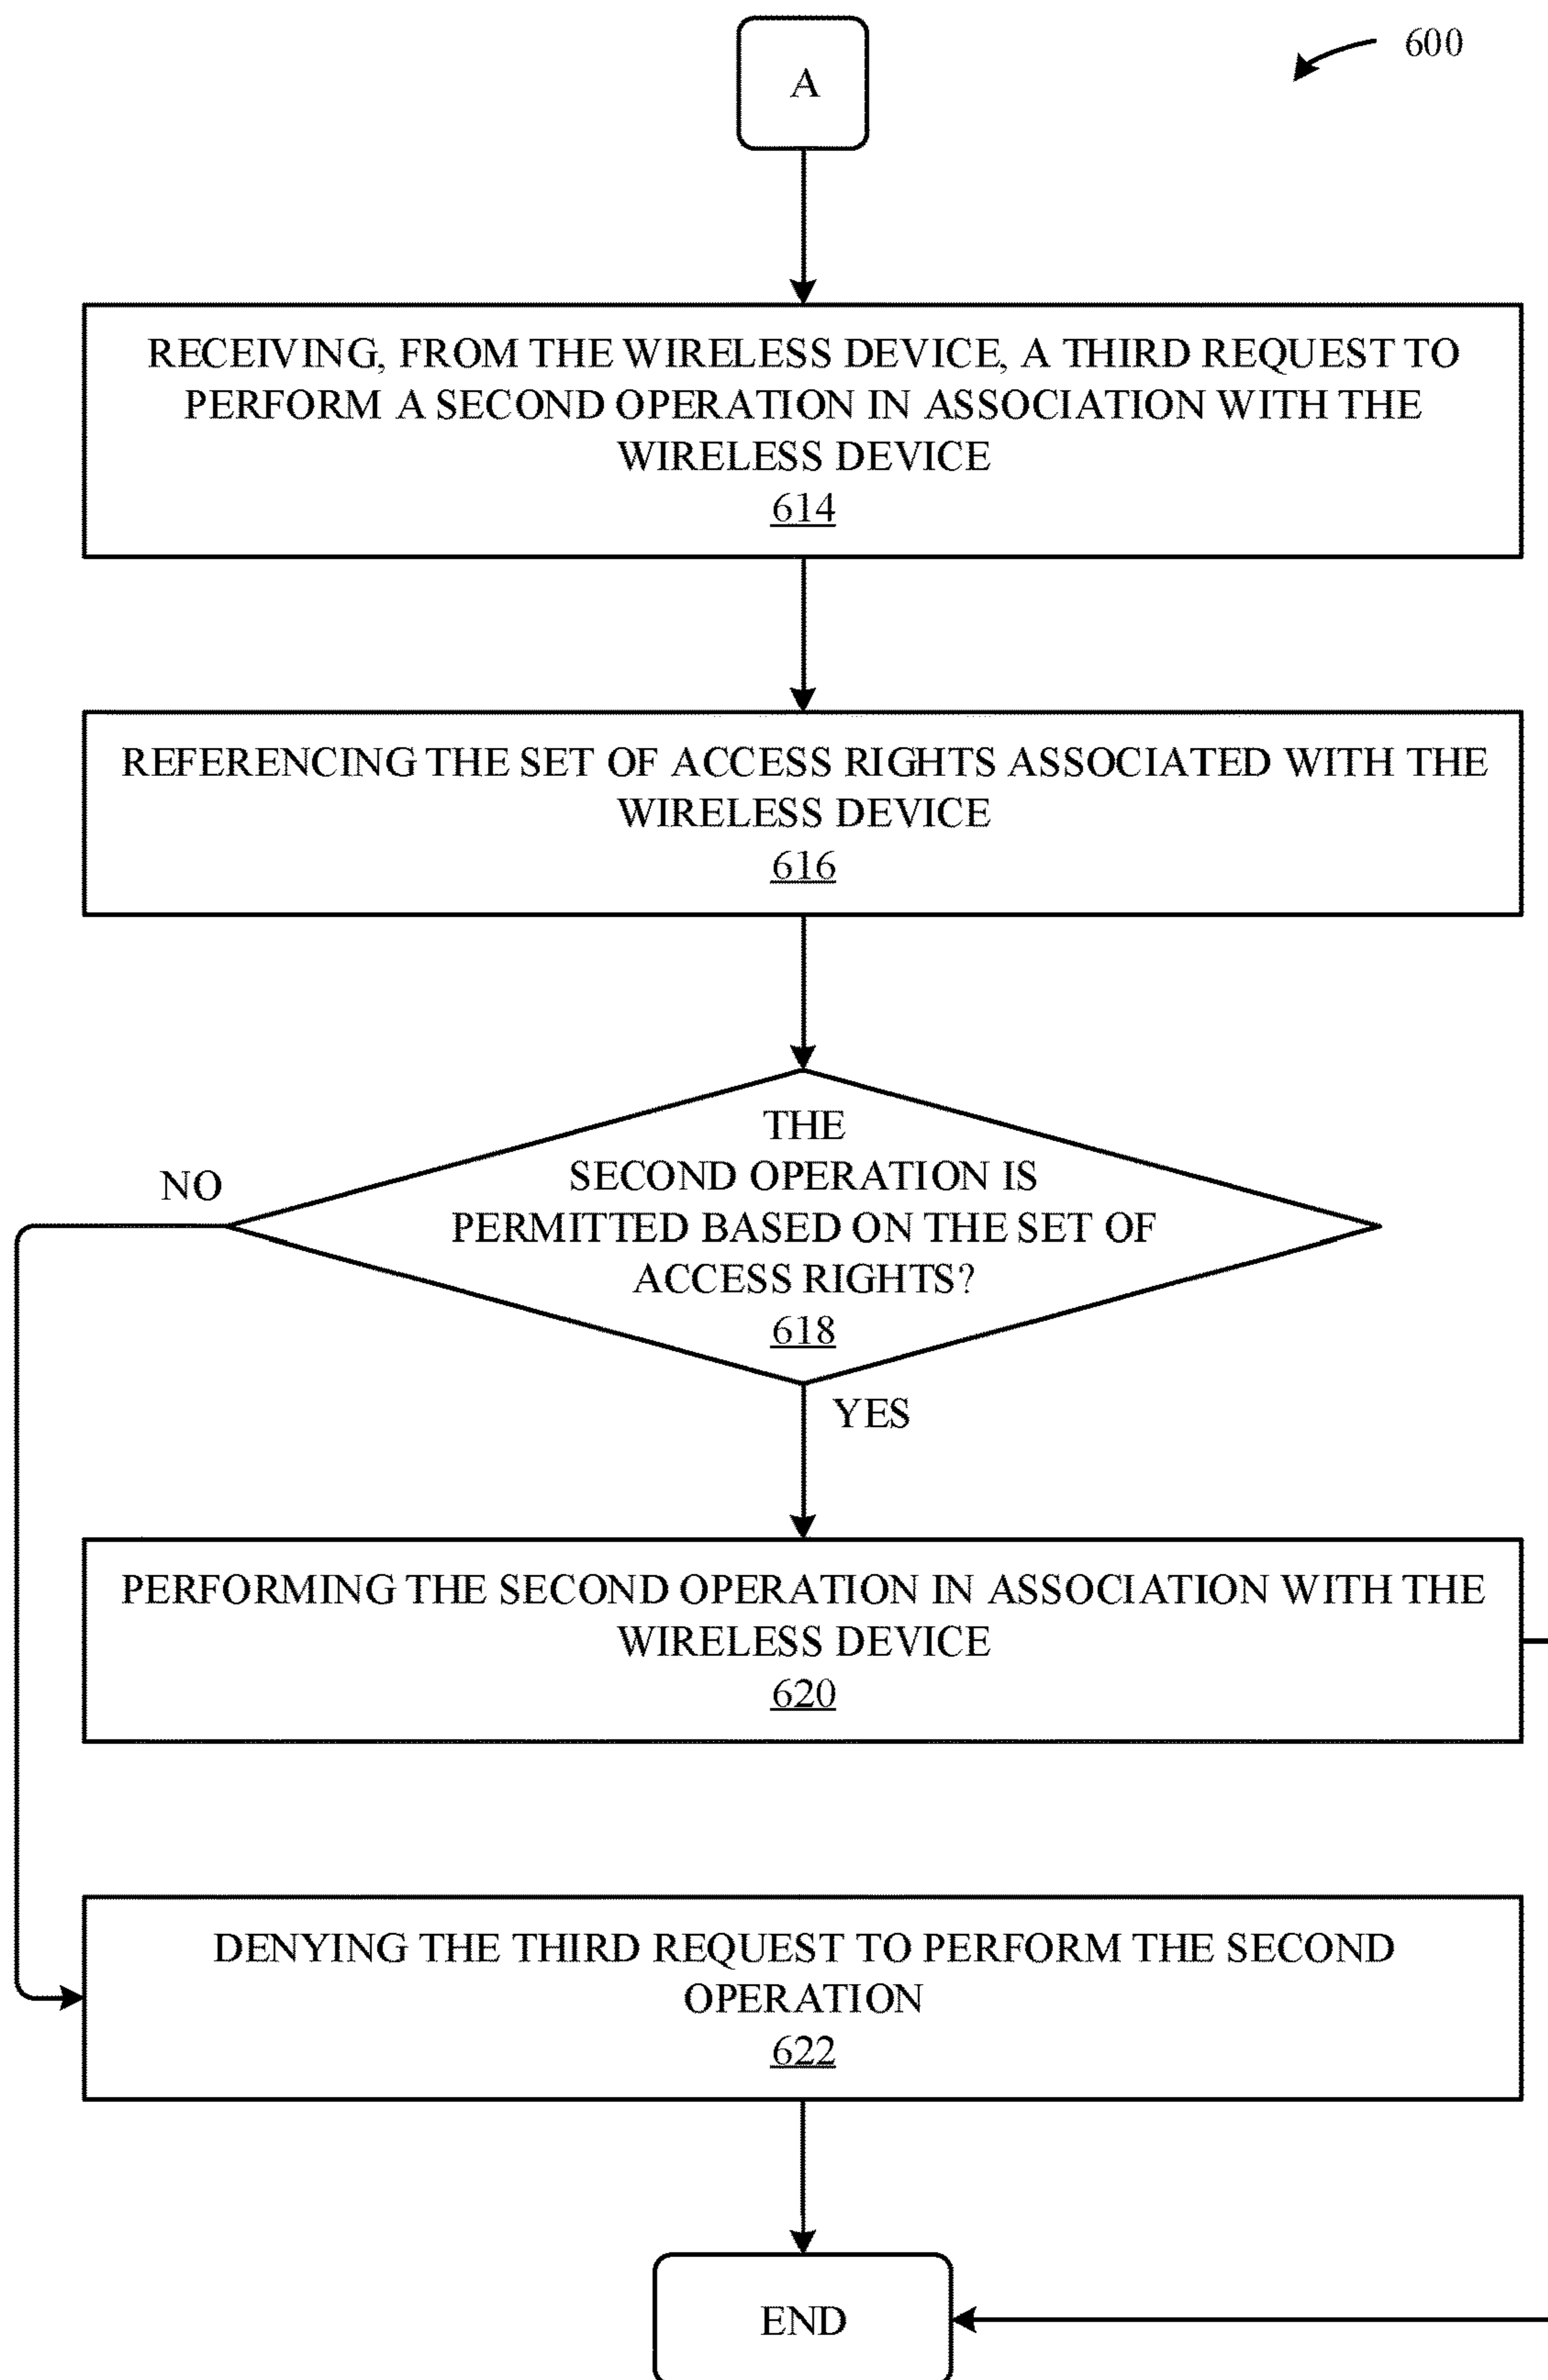 A
600
RECEIVING, FROM THE WIRELESS DEVICE, A THIRD REQUEST TO
PERFORM A SECOND OPERATION IN ASSOCIATION WITH THE
WIRELESS DEVICE
614
REFERENCING THE SET OF ACCESS RIGHTS ASSOCIATED WITH THE
WIRELESS DEVICE
616
THE
SECOND OPERATION IS
PERMITTED BASED ON THE SET OF
ACCESS RIGHTS?
618
NO
YES
PERFORMING THE SECOND OPERATION IN ASSOCIATION WITH THE
WIRELESS DEVICE
620
DENYING THE THIRD REQUEST TO PERFORM THE SECOND
OPERATION
622
END